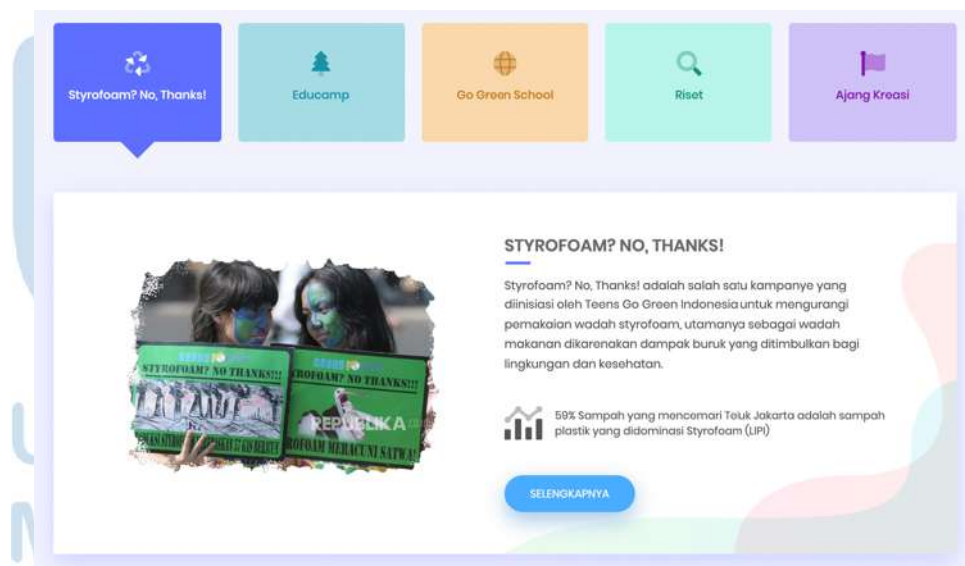 Styrofoam? No, Thanks!
Educamp
Go Green School
Riset
Ajang Kreasi
STYROFOAM? NO, THANKS!
Styrofoam? No, Thanks! adalah salah satu kampanye yang
diinisiasi oleh Teens Go Green Indonesia untuk mengurangi
pemakaian wadah styrofoam, utamanya sebagai wadah
makanan dikarenakan dampak buruk yang ditimbulkan bagi
lingkungan dan kesehatan.
59% Sampah yang mencemari Teluk Jakarta adalah sampah
plastik yang didominasi Styrofoam (LIPI)
SELENGKAPNYA
STYROFOAM? NO THANKS!!!
STYROFOAM? NO THANKS!!!
REPUBLIKA
MERACUNI SATWA!